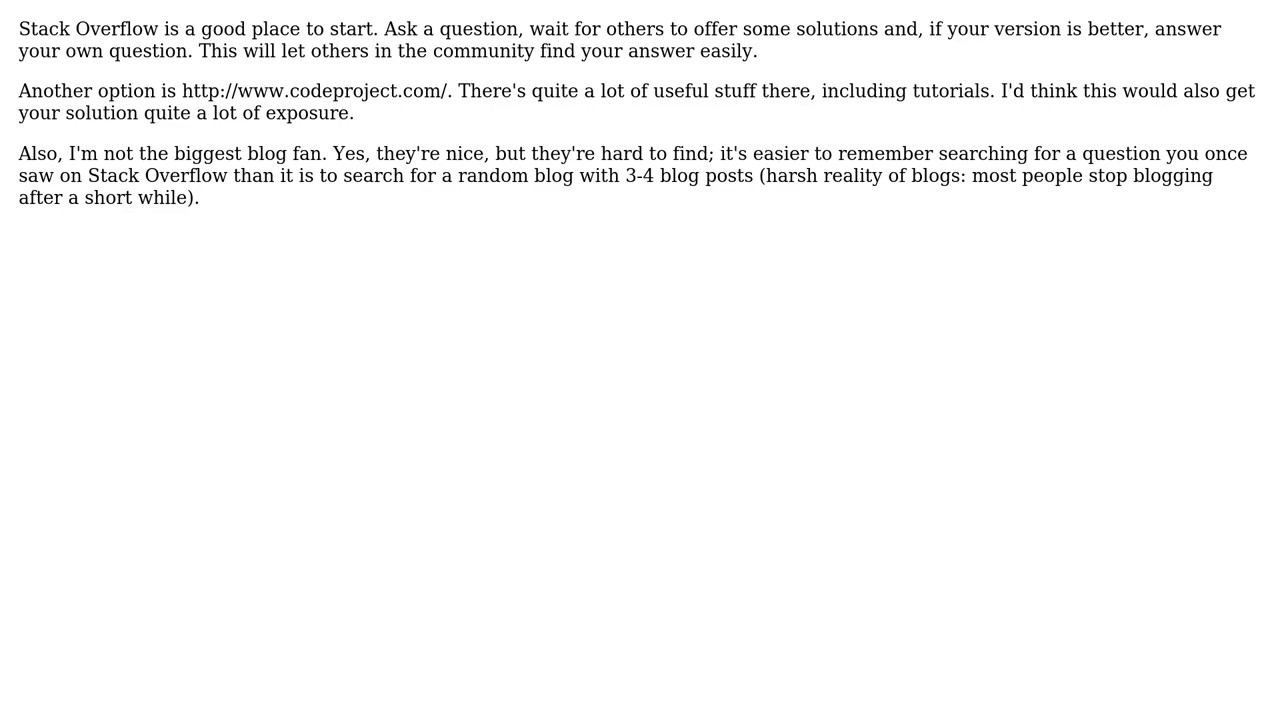 Stack Overflow is a good place to start. Ask a question, wait for others to offer some solutions and, if your version is better, answer
your own question. This will let others in the community find your answer easily.
Another option is http://www.codeproject.com/. There's quite a lot of useful stuff there, including tutorials. I'd think this would also get
your solution quite a lot of exposure.
Also, I'm not the biggest blog fan. Yes, they're nice, but they're hard to find; it's easier to remember searching for a question you once
saw on Stack Overflow than it is to search for a random blog with 3-4 blog posts (harsh reality of blogs: most people stop blogging
after a short while).